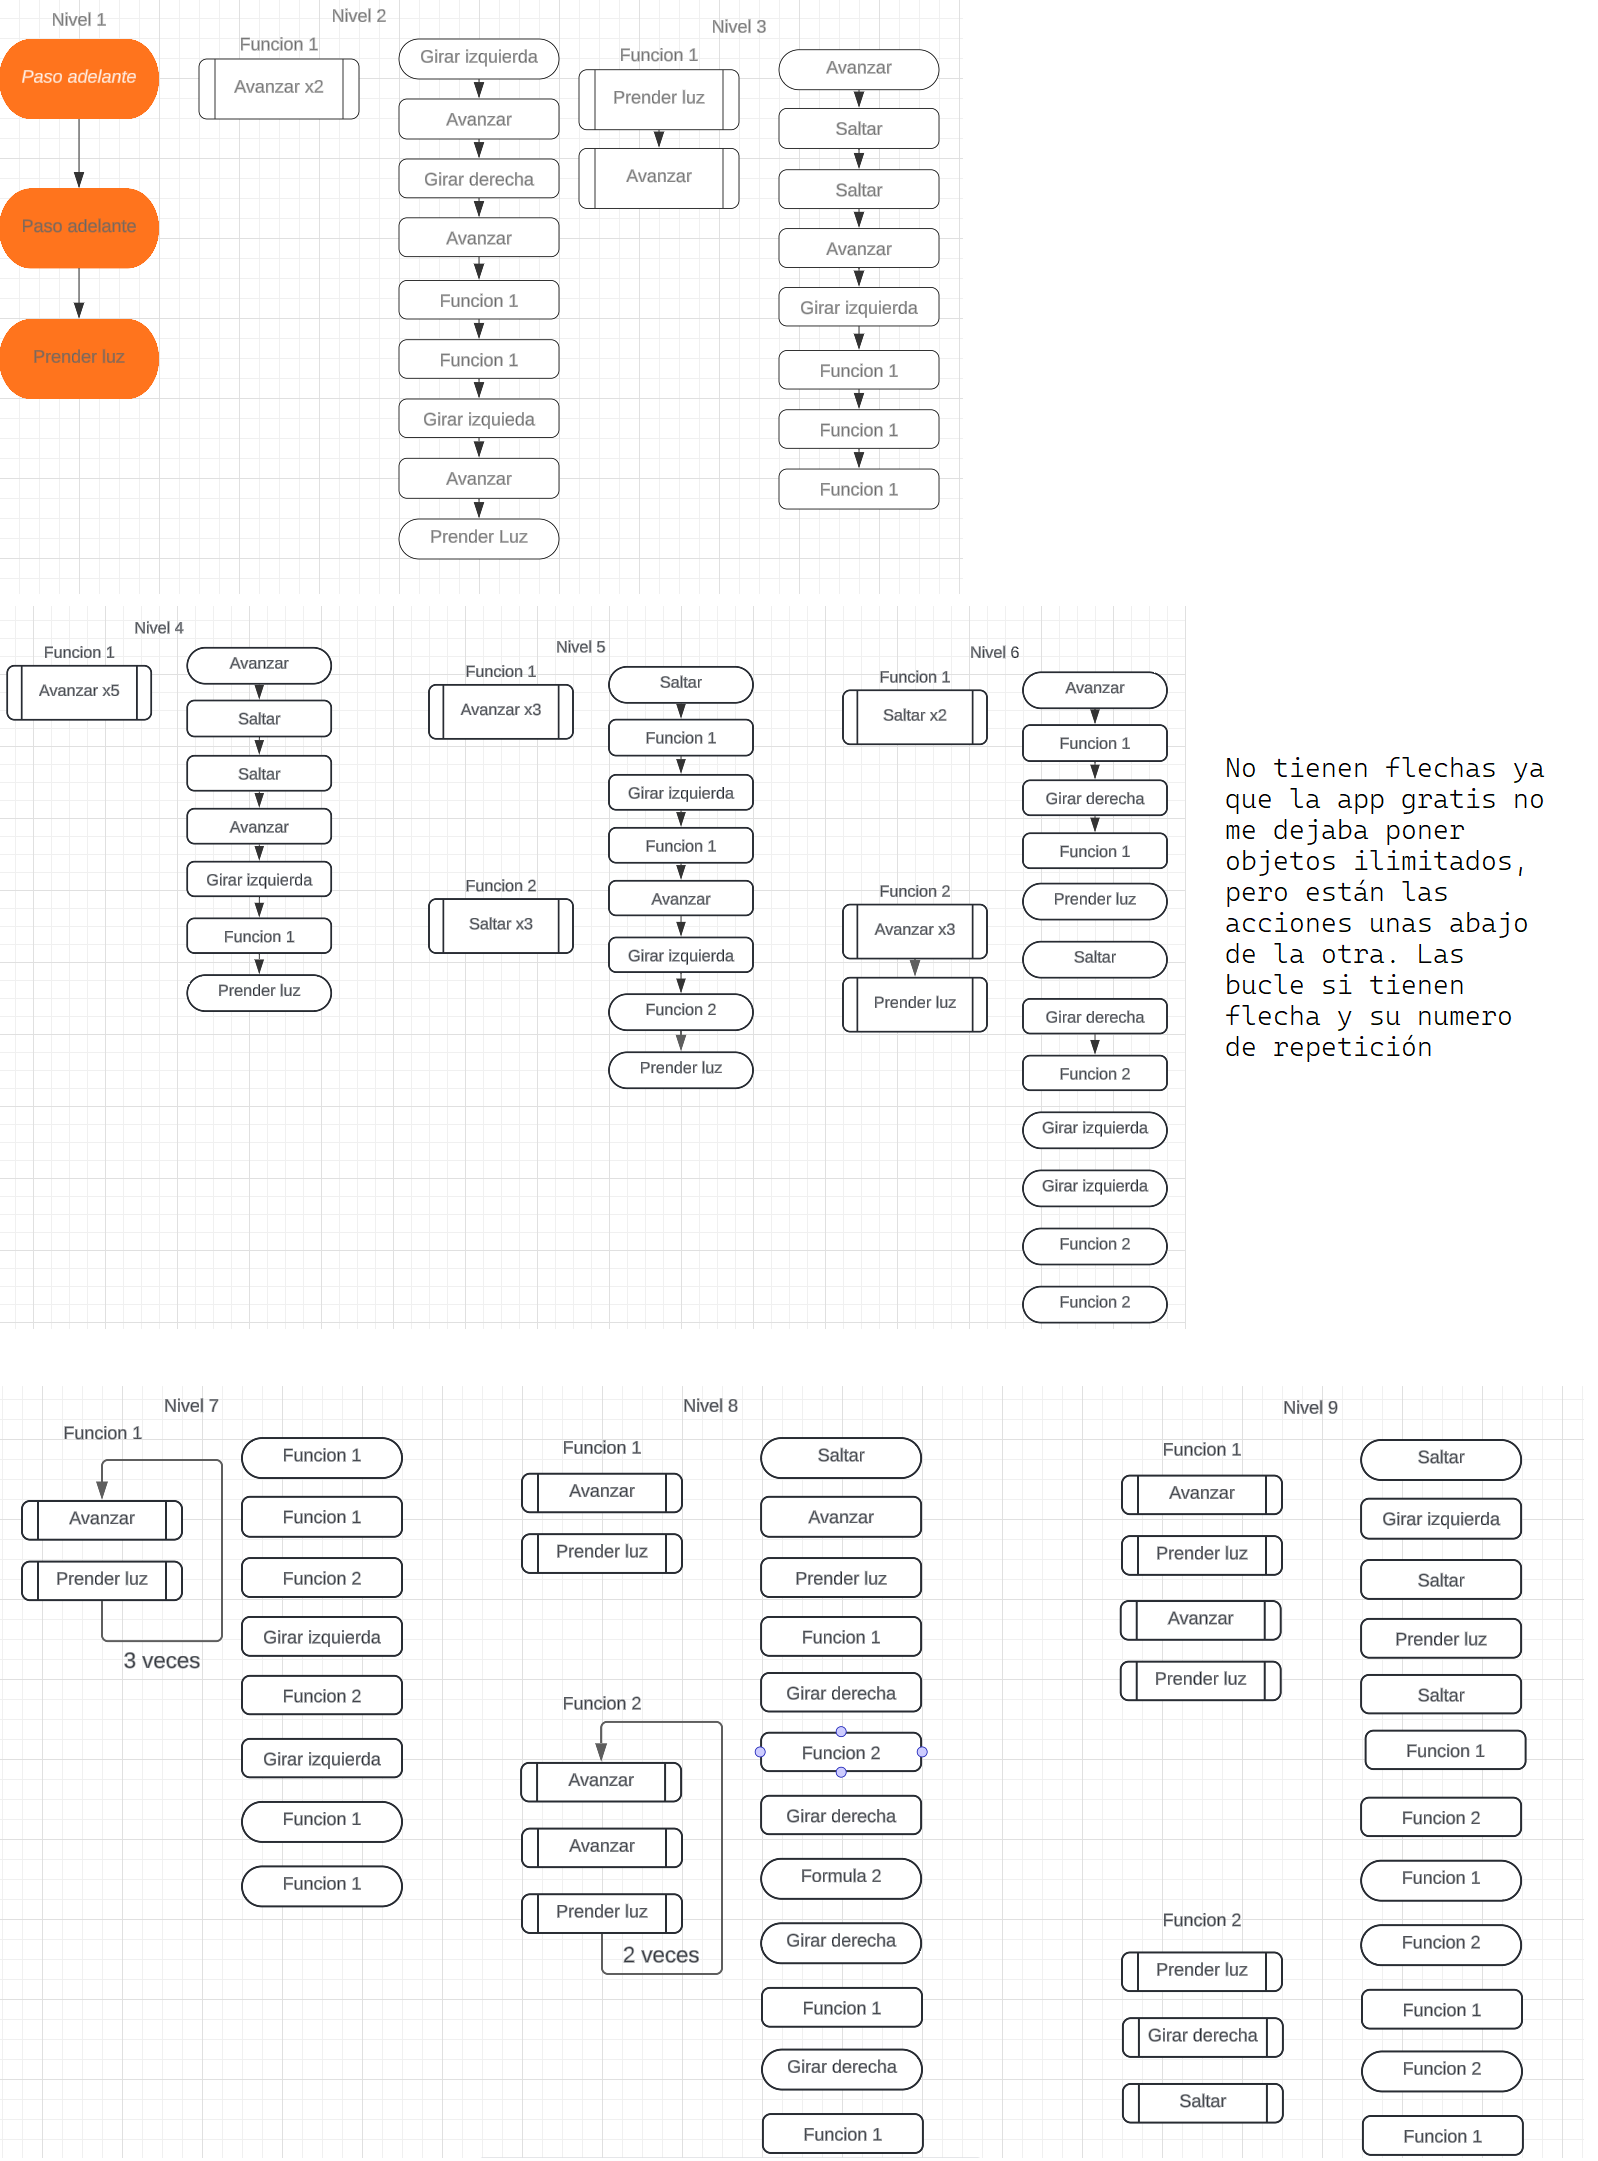 Nivel 1
Paso adelante
Paso adelante
Prender luz
Nivel 2
Funcion 1
Avanzar x2
Girar izquierda
Avanzar
Girar derecha
Avanzar
Funcion 1
Funcion 1
Girar izquieda
Avanzar
Prender Luz
Nivel 3
Funcion 1
Prender luz
Avanzar
Avanzar
Saltar
Saltar
Avanzar
Girar izquierda
Funcion 1
Funcion 1
Funcion 1
Nivel 4
Funcion 1
Avanzar x5
Avanzar
Saltar
Saltar
Avanzar
Girar izquierda
Funcion 1
Prender luz
Nivel 5
Funcion 1
Avanzar x3
Funcion 2
Saltar x3
Saltar
Funcion 1
Girar izquierda
Funcion 1
Avanzar
Girar izquierda
Funcion 2
Prender luz
Nivel 6
Funcion 1
Saltar x2
Funcion 2
Avanzar x3
Prender luz
Avanzar
Funcion 1
Girar derecha
Funcion 1
Prender luz
Saltar
Girar derecha
Funcion 2
Girar izquierda
Girar izquierda
Funcion 2
Funcion 2
No tienen flechas ya
que la app gratis no
me dejaba poner
objetos ilimitados,
pero están las
acciones unas abajo
de la otra. Las
bucle si tienen
flecha y su numero
de repetición
Nivel 7
Funcion 1
Avanzar
Prender luz
3 veces
Funcion 1
Funcion 1
Funcion 2
Girar izquierda
Funcion 2
Girar izquierda
Funcion 1
Funcion 1
Nivel 8
Funcion 1
Avanzar
Prender luz
Funcion 2
Avanzar
Avanzar
Prender luz
2 veces
Saltar
Avanzar
Prender luz
Funcion 1
Girar derecha
Funcion 2
Girar derecha
Formula 2
Girar derecha
Funcion 1
Girar derecha
Funcion 1
Nivel 9
Funcion 1
Avanzar
Prender luz
Avanzar
Prender luz
Funcion 2
Prender luz
Girar derecha
Saltar
Saltar
Girar izquierda
Saltar
Prender luz
Saltar
Funcion 1
Funcion 2
Funcion 1
Funcion 2
Funcion 1
Funcion 2
Funcion 1